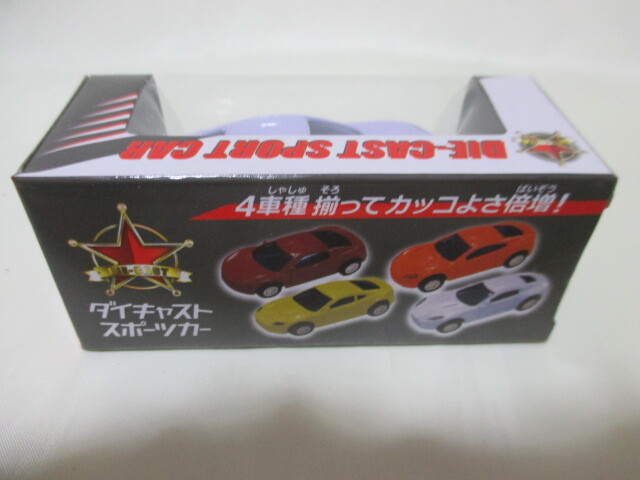 DIE-CAST SPORT CAR
しゃしゅ そろ ばいぞう
4車種 揃ってカッコよさ倍増!
ダイキャスト
スポーツカー